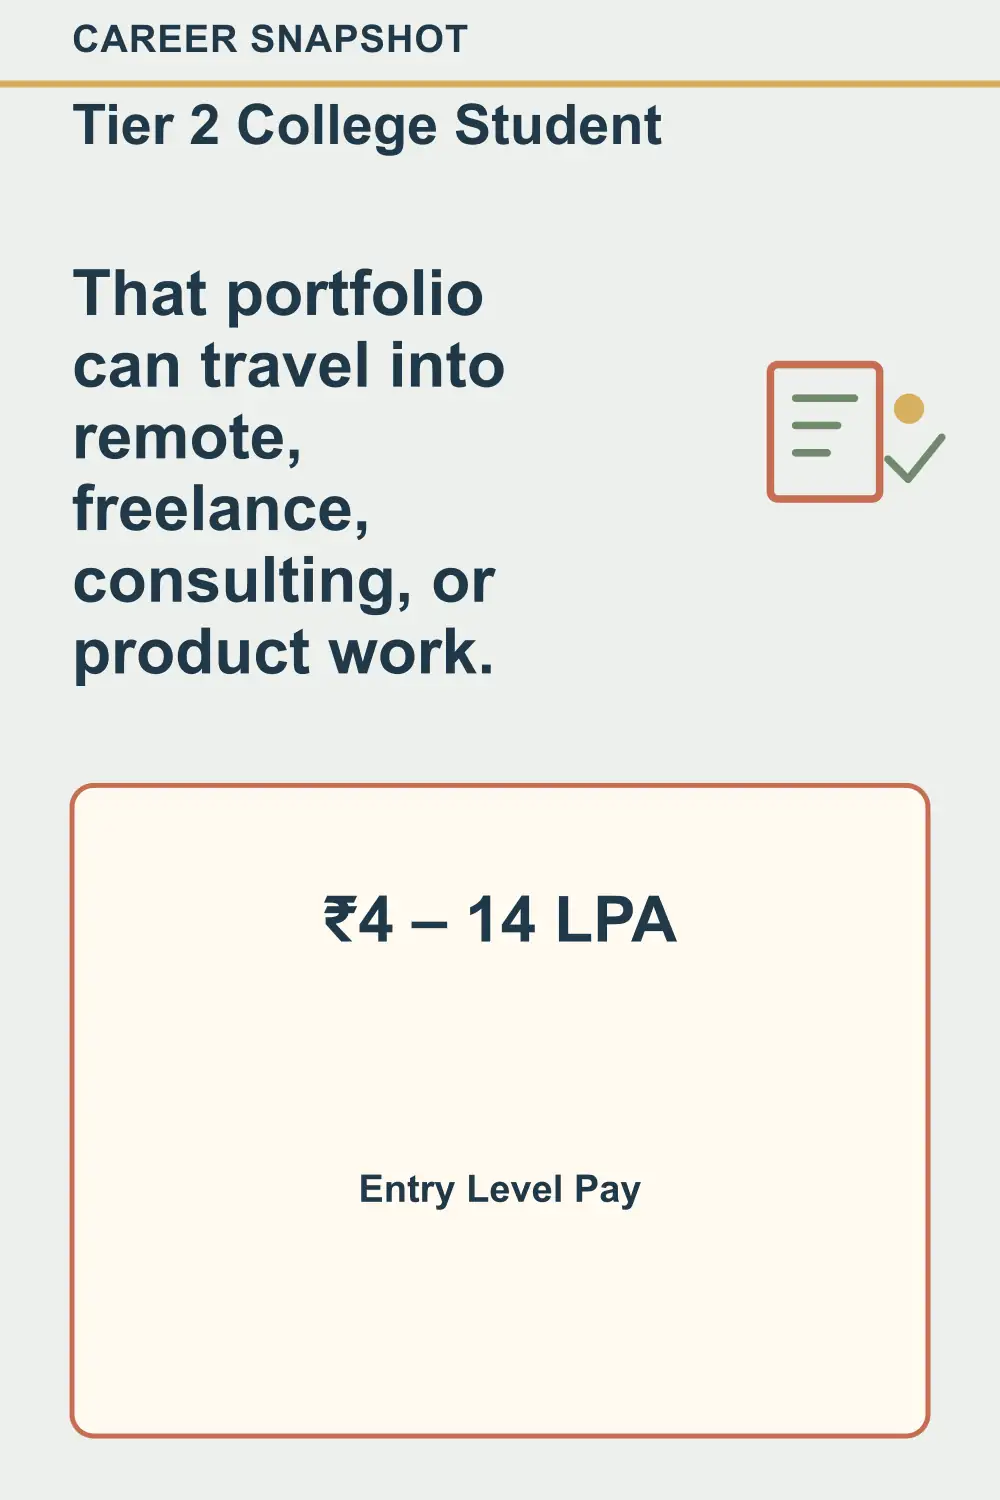 CAREER SNAPSHOT
Tier 2 College Student
That portfolio
can travel into
remote,
freelance,
consulting, or
product work.
₹4 – 14 LPA
Entry Level Pay